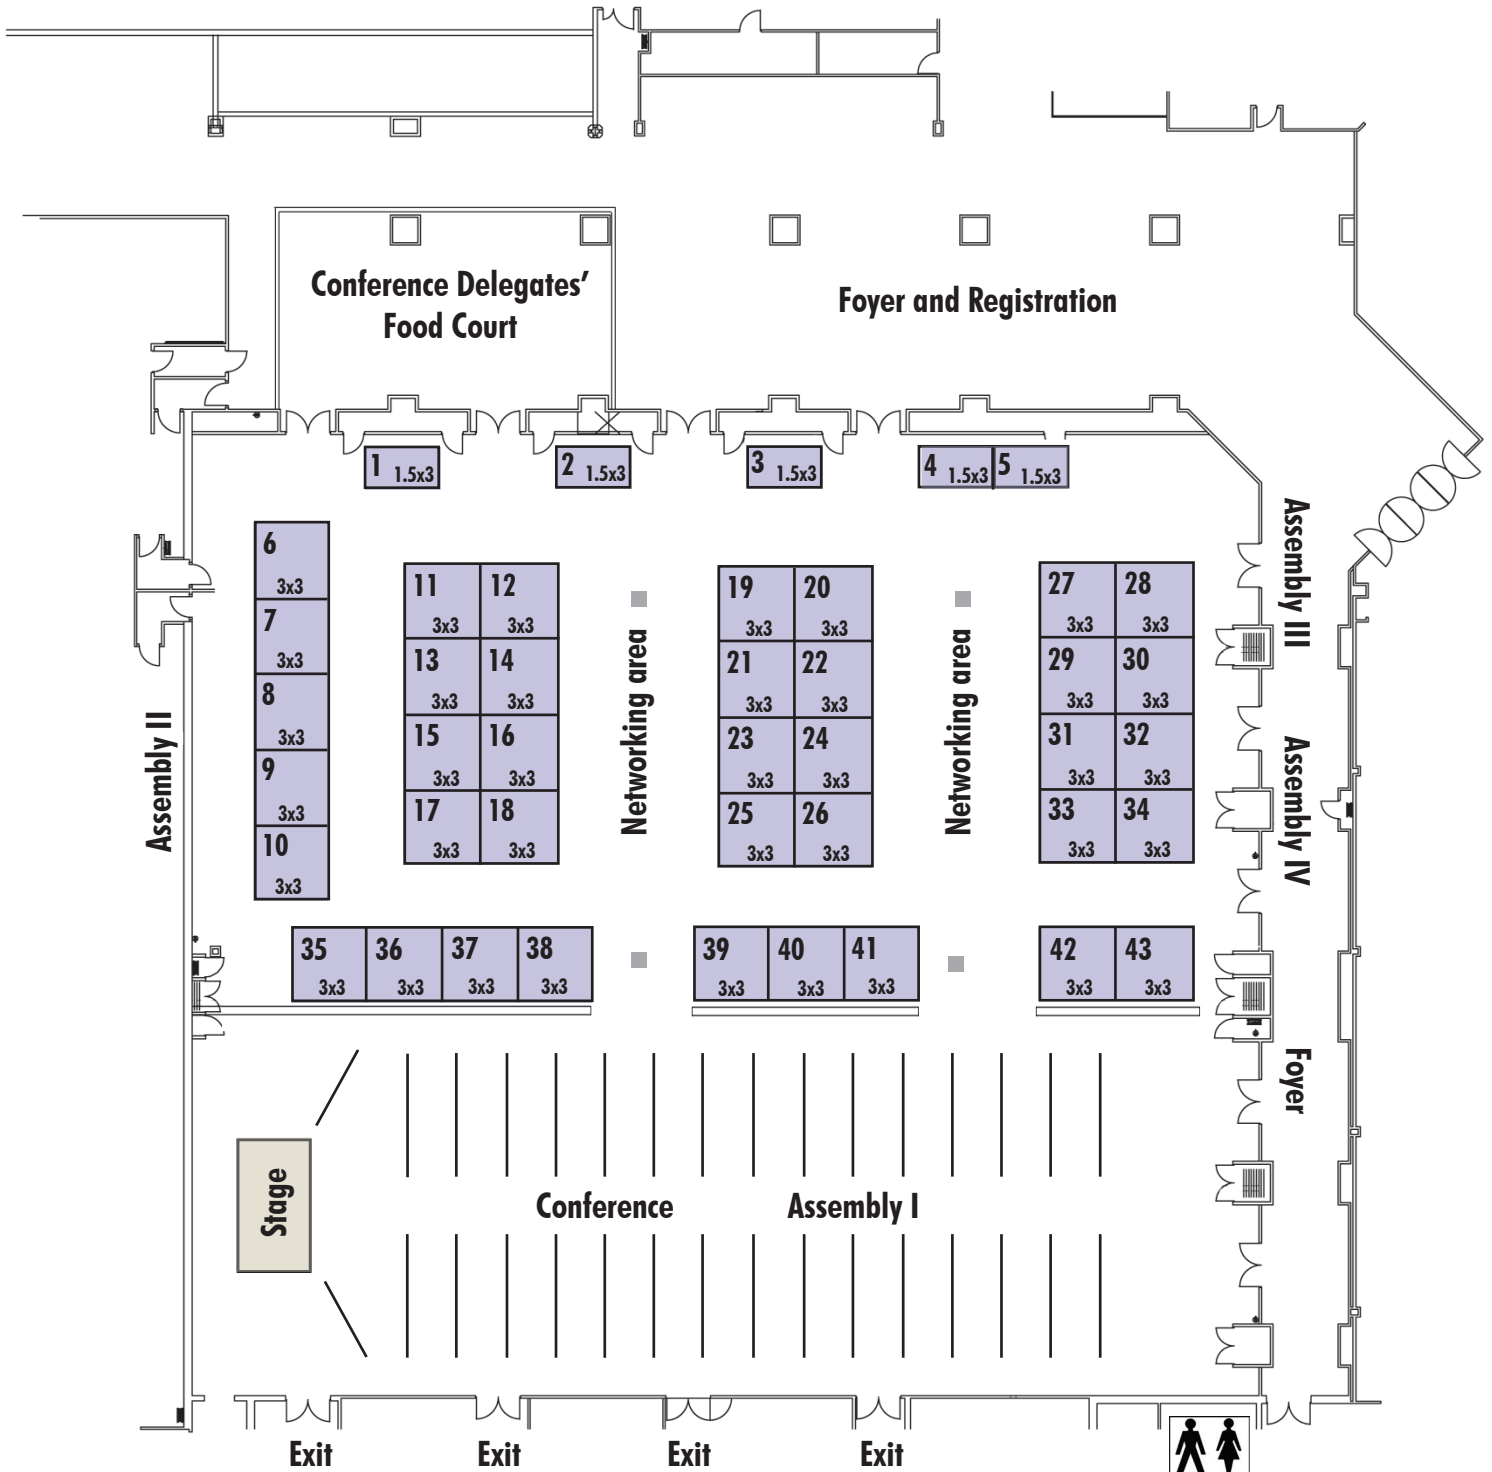 Conference Delegates’
Food Court
Foyer and Registration
1 1.5x3
2 1.5x3
3 1.5x3
4 1.5x3
5 1.5x3
6
3x3
7
3x3
8
3x3
9
3x3
10
3x3
11
3x3
12
3x3
13
3x3
14
3x3
15
3x3
16
3x3
17
3x3
18
3x3
Networking area
19
3x3
20
3x3
21
3x3
22
3x3
23
3x3
24
3x3
25
3x3
26
3x3
Networking area
27
3x3
28
3x3
29
3x3
30
3x3
31
3x3
32
3x3
33
3x3
34
3x3
Assembly II
Assembly III
Assembly IV
35
3x3
36
3x3
37
3x3
38
3x3
39
3x3
40
3x3
41
3x3
42
3x3
43
3x3
Foyer
Stage
Conference
Assembly I
Exit
Exit
Exit
Exit